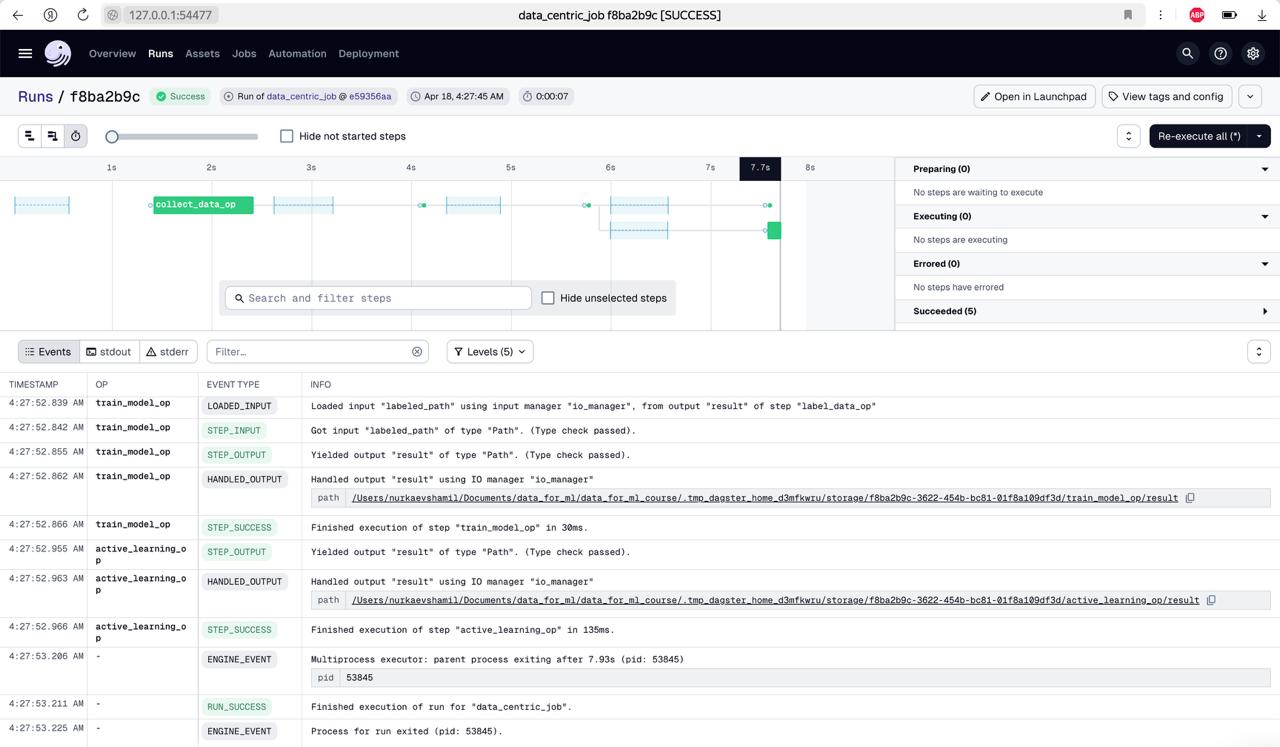 127.0.0.1:54477
data_centric_job f8ba2b9c [SUCCESS]
ABP
Overview Runs Assets Jobs Automation Deployment
Runs / f8ba2b9c
Success
Run of data_centric_job @ e59356aa
Apr 18, 4:27:45 AM
0:00:07
Open in Launchpad
View tags and config
Hide not started steps
Re-execute all (*)
1s 2s 3s 4s 5s 6s 7s 7.7s 8s
collect_data_op
Search and filter steps
Hide unselected steps
Preparing (0)
No steps are waiting to execute
Executing (0)
No steps are executing
Errored (0)
No steps have errored
Succeeded (5)
Events stdout stderr
Filter...
Levels (5)
TIMESTAMP OP EVENT TYPE INFO
4:27:52.839 AM train_model_op LOADED_INPUT Loaded input "labeled_path" using input manager "io_manager", from output "result" of step "label_data_op"
4:27:52.842 AM train_model_op STEP_INPUT Got input "labeled_path" of type "Path". (Type check passed).
4:27:52.855 AM train_model_op STEP_OUTPUT Yielded output "result" of type "Path". (Type check passed).
4:27:52.862 AM train_model_op HANDLED_OUTPUT Handled output "result" using IO manager "io_manager"
path /Users/nurkaevshamil/Documents/data_for_ml/data_for_ml_course/.tmp_dagster_home_d3mfkwru/storage/f8ba2b9c-3622-454b-bc81-01f8a109df3d/train_model_op/result
4:27:52.866 AM train_model_op STEP_SUCCESS Finished execution of step "train_model_op" in 30ms.
4:27:52.955 AM active_learning_o
p STEP_OUTPUT Yielded output "result" of type "Path". (Type check passed).
4:27:52.963 AM active_learning_o
p HANDLED_OUTPUT Handled output "result" using IO manager "io_manager"
path /Users/nurkaevshamil/Documents/data_for_ml/data_for_ml_course/.tmp_dagster_home_d3mfkwru/storage/f8ba2b9c-3622-454b-bc81-01f8a109df3d/active_learning_op/result
4:27:52.966 AM active_learning_o
p STEP_SUCCESS Finished execution of step "active_learning_op" in 135ms.
4:27:53.206 AM - ENGINE_EVENT Multiprocess executor: parent process exiting after 7.93s (pid: 53845)
pid 53845
4:27:53.211 AM - RUN_SUCCESS Finished execution of run for "data_centric_job".
4:27:53.225 AM - ENGINE_EVENT Process for run exited (pid: 53845).